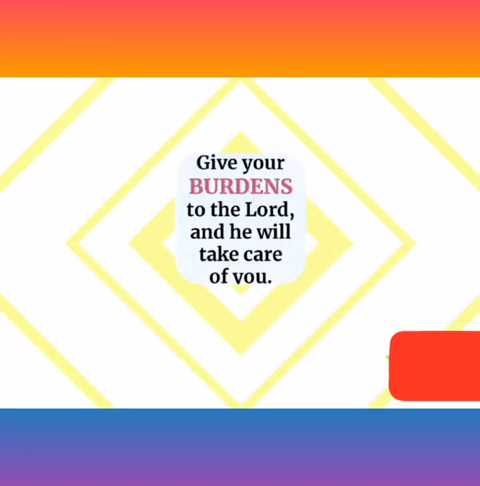 Give your
BURDENS
to the Lord,
and he will
take care
of you.